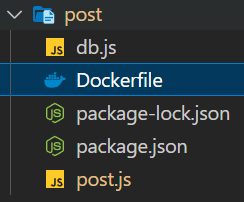 post
db.js
Dockerfile
package-lock.json
package.json
post.js